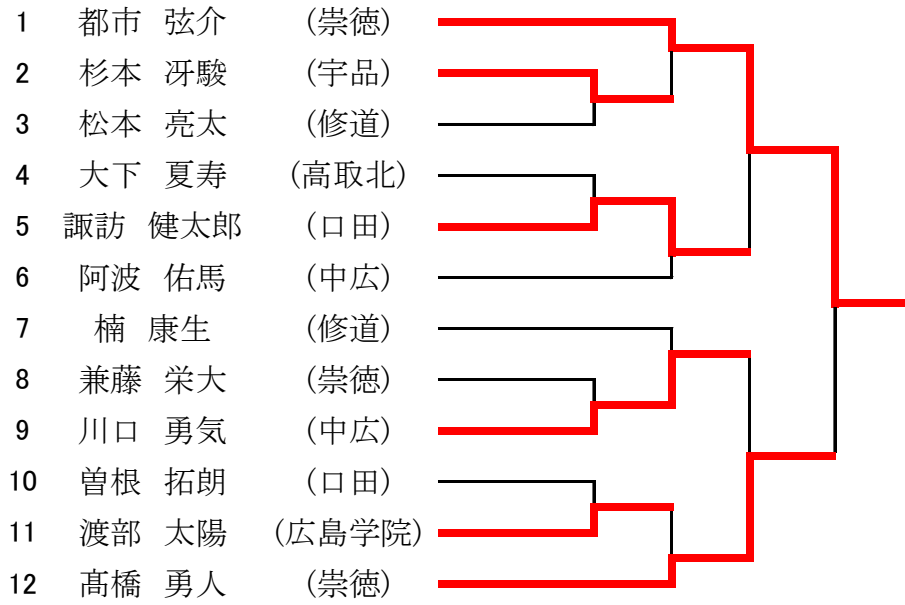 1 都市 弦介 (崇徳)
2 杉本 冴駿 (宇品)
3 松本 亮太 (修道)
4 大下 夏寿 (高取北)
5 諏訪 健太郎 (口田)
6 阿波 佑馬 (中広)
7 楠 康生 (修道)
8 兼藤 栄大 (崇徳)
9 川口 勇気 (中広)
10 曽根 拓朗 (口田)
11 渡部 太陽 (広島学院)
12 髙橋 勇人 (崇徳)